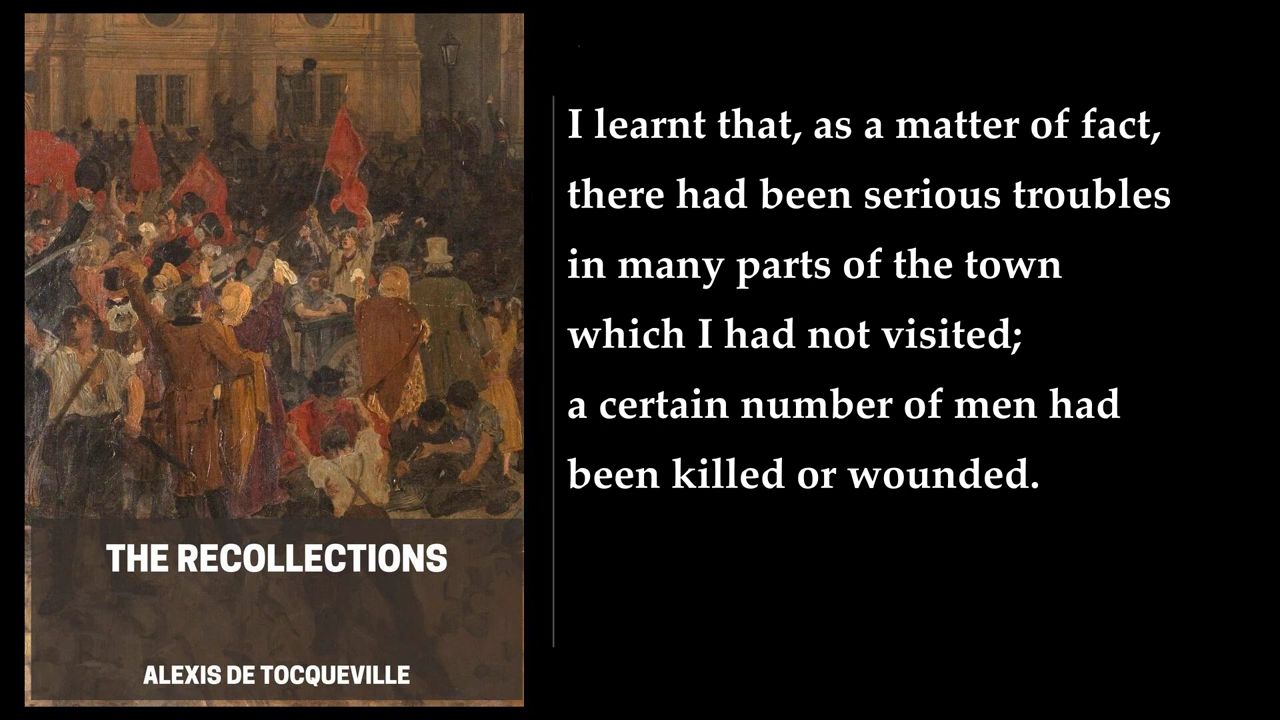 THE RECOLLECTIONS
ALEXIS DE TOCQUEVILLE
I learnt that, as a matter of fact,
there had been serious troubles
in many parts of the town
which I had not visited;
a certain number of men had
been killed or wounded.